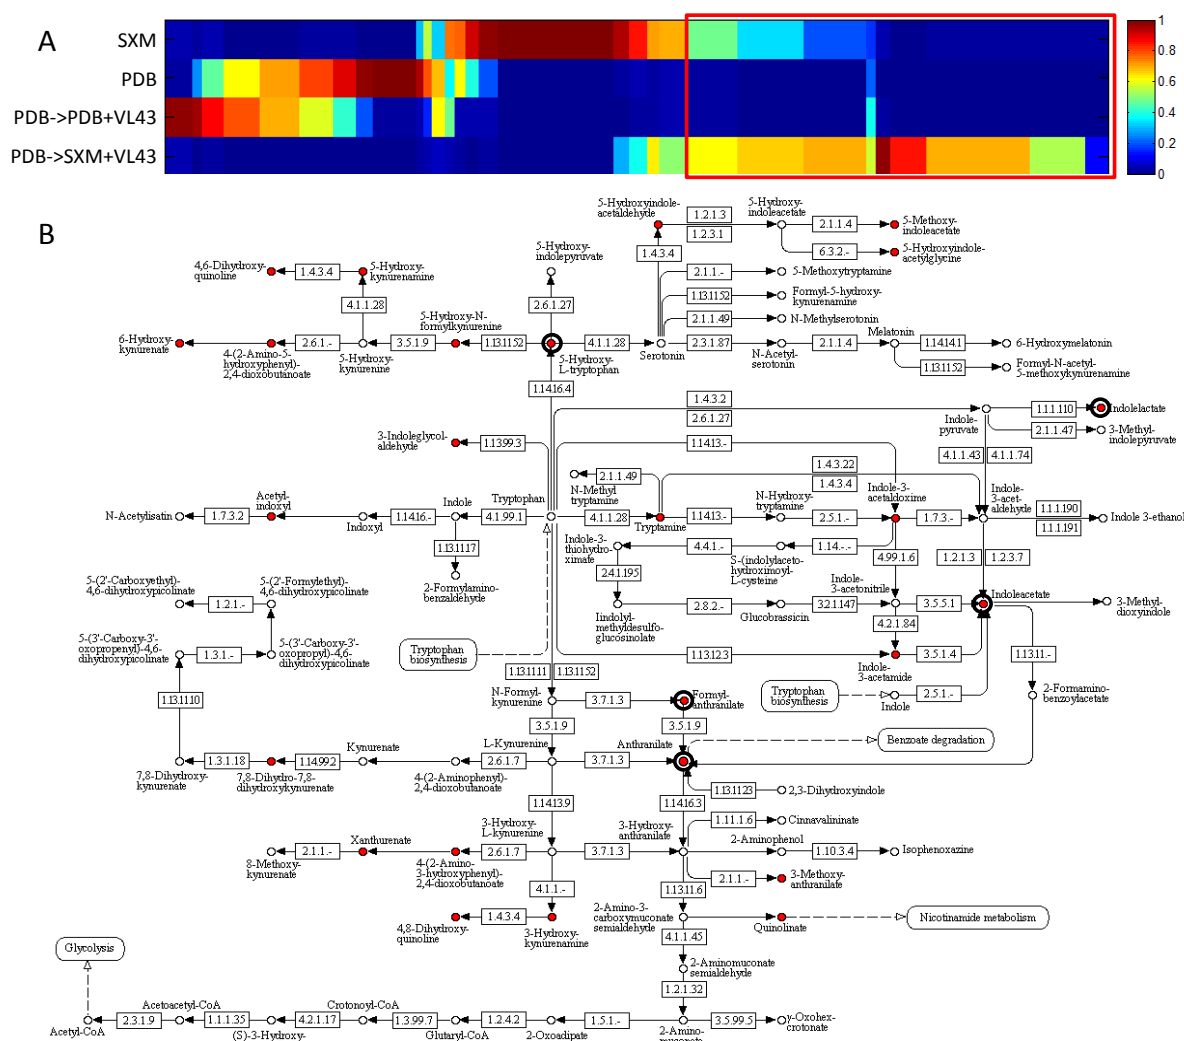 A
SXM
PDB
PDB->PDB+VL43
PDB->SXM+VL43
1
0.8
0.6
0.4
0.2
0
B
5-Hydroxyindole-
acetaldehyde
1.2.1.3
1.2.3.1
5-Hydroxy-
indoleacetate
2.1.1.4
5-Methoxy-
indoleacetate
6.3.2.-
5-Hydroxyindole-
acetylglycine
1.4.3.4
4,6-Dihydroxy-
quinoline
1.4.3.4
5-Hydroxy-
kynurenamine
5-Hydroxy-
indolepyruvate
2.1.1.-
5-Methoxytryptamine
1.13.11.52
Formyl-5-hydroxy-
kynurenamine
2.1.1.49
N-Methylserotonin
4.1.1.28
2.6.1.27
5-Hydroxy-N-
formylkynurenine
6-Hydroxy-
kynurenate
4-(2-Amino-5-
hydroxyphenyl)-
2,4-dioxobutanoate
2.6.1.-
5-Hydroxy-
kynurenine
3.5.1.9
1.13.11.52
5-Hydroxy-
L-tryptophan
4.1.1.28
Serotonin
2.3.1.87
N-Acetyl-
serotonin
2.1.1.4
Melatonin
1.14.14.1
6-Hydroxymelatonin
1.13.11.52
Formyl-N-acetyl-
5-methoxykynurenamine
1.14.16.4
1.4.3.2
2.6.1.27
Indole-
pyruvate
1.1.1.110
Indolelactate
2.1.1.47
3-Methyl-
indolepyruvate
3-Indoleglycol-
aldehyde
1.13.99.3
1.14.13.-
4.1.1.43
4.1.1.74
1.4.3.22
1.4.3.4
2.1.1.49
N-Methyl
tryptamine
N-Acetylisatin
1.7.3.2
Acetyl-
indoxyl
Indoxyl
1.14.16.-
Indole
4.1.99.1
Tryptophan
4.1.1.28
Tryptamine
1.14.13.-
N-Hydroxy-
tryptamine
2.5.1.-
Indole-3-
acetaldoxime
1.7.3.-
Indole-
3-acet-
aldehyde
1.1.1.190
1.1.1.191
Indole 3-ethanol
1.13.11.17
2-Formylamino-
benzaldehyde
Indole-3-
thiohydro-
ximate
4.4.1.-
S-(indolylaceto-
hydroximoyl)-
L-cysteine
1.14.-.-
4.99.1.6
1.2.1.3
1.2.3.7
2.4.1.195
Iindolyl-
methyldesulfo-
glucosinolate
2.8.2.-
Glucobrassicin
3.2.1.147
Indole-
3-acetonitrile
3.5.5.1
Indoleacetate
3-Methyl-
dioxyindole
4.2.1.84
5-(2'-Carboxyethyl)-
4,6-dihydroxypicolinate
5-(2'-Formylethyl)-
4,6-dihydroxypicolinate
1.2.1.-
5-(3'-Carboxy-3'-
oxopropenyl)-4,6-
dihydroxypicolinate
1.3.1.-
5-(3'-Carboxy-3'-
oxopropyl)-4,6-
dihydroxypicolinate
Tryptophan
biosynthesis
1.13.12.3
Indole-
3-acetamide
3.5.1.4
1.13.11.-
1.13.11.10
1.13.11.11
1.13.11.52
N-Formyl-
kynurenine
3.7.1.3
Formyl-
anthranilate
Tryptophan
biosynthesis
Indole
2.5.1.-
2-Formamino-
benzoylacetate
3.5.1.9
3.5.1.9
Benzoate degradation
7,8-Dihydroxy-
kynurenate
1.3.1.18
7,8-Dihydro-7,8-
dihydroxykynurenate
1.14.99.2
Kynurenate
4-(2-Aminophenyl)-
2,4-dioxobutanoate
2.6.1.7
L-Kynurenine
3.7.1.3
Anthranilate
1.13.11.23
2,3-Dihydroxyindole
1.14.13.9
1.14.16.3
1.11.1.6
Cinnavalininate
8-Methoxy-
kynurenate
2.1.1.-
Xanthurenate
4-(2-Amino-
3-hydroxyphenyl)-
2,4-dioxobutanoate
2.6.1.7
3-Hydroxy-
L-kynurenine
3.7.1.3
3-Hydroxy-
anthranilate
2-Aminophenol
1.10.3.4
Isophenoxazine
2.1.1.-
3-Methoxy-
anthranilate
4.1.1.-
1.13.11.6
4,8-Dihydroxy-
quinoline
1.4.3.4
3-Hydroxy-
kynurenamine
2-Amino-3-
carboxymuconate
semialdehyde
Quinolinate
Nicotinamide metabolism
4.1.1.45
2-Aminomuconate
semialdehyde
1.2.1.32
Glycolysis
Acetyl-CoA
2.3.1.9
Acetoacetyl-CoA
1.1.1.35
(S)-3-Hydroxy-
4.2.1.17
Crotonoyl-CoA
1.3.99.7
Glutaryl-CoA
1.2.4.2
2-Oxoadipate
1.5.1.-
2-Amino-
3.5.99.5
γ-Oxohex-
crotonate